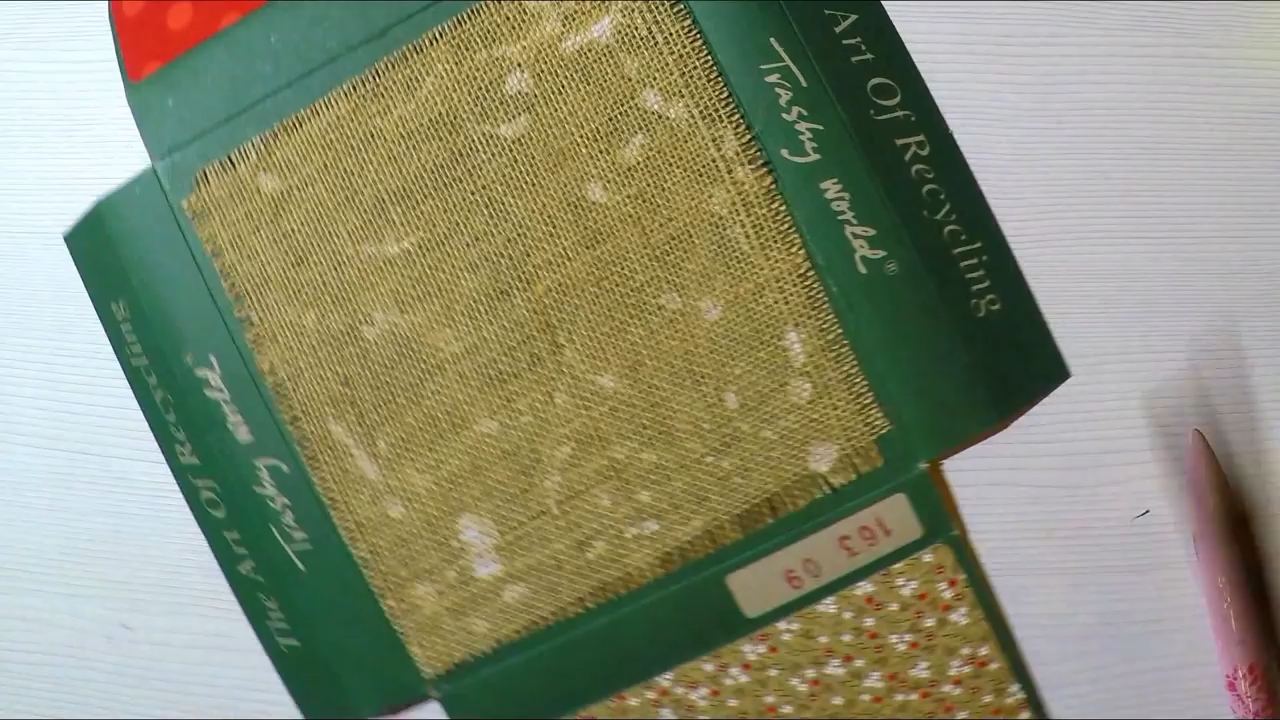 Art Of Recycling
Trashy World®
The Art Of Recycling
Trashy World
163 09